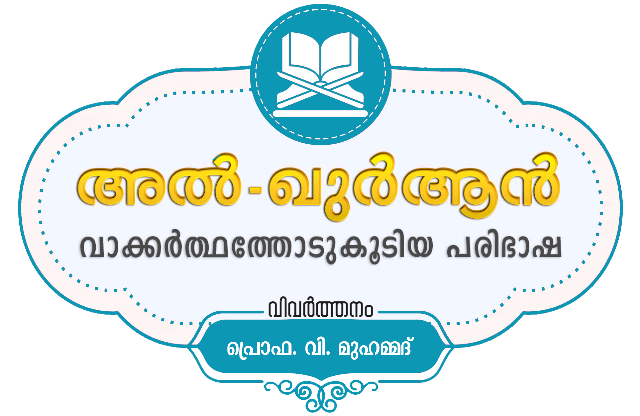 അൽ-ഖുർആൻ
വാക്കർത്ഥത്തോടുകൂടിയ പരിഭാഷ
വിവർത്തനം
പ്രൊഫ. വി. മുഹമ്മദ്